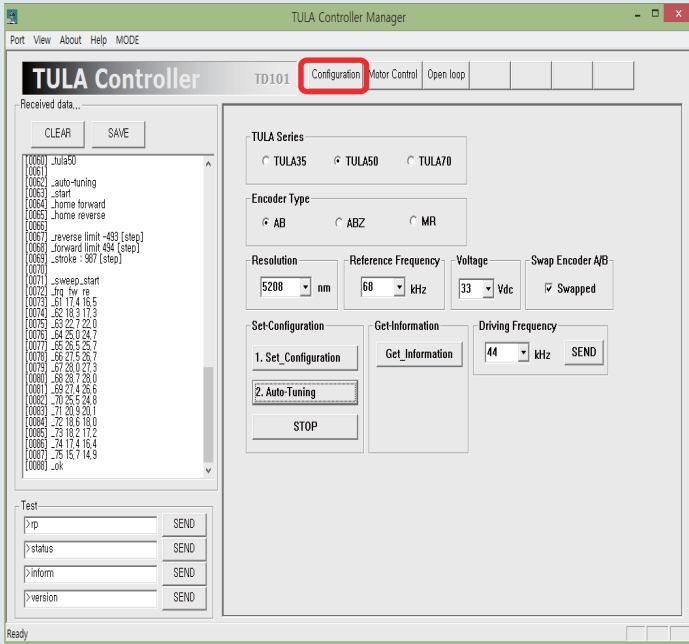 TULA Controller Manager
Port View About Help MODE
TULA Controller TD101 Configuration Motor Control Open loop
Received data,,,
CLEAR SAVE
[0060] _tula50
[0061]
[0062] _auto-tuning
[0063] _start
[0064] _home forward
[0065] _home reverse
[0066]
[0067] _reverse limit -493 [step]
[0068] _forward limit 494 [step]
[0069] _stroke : 987 [step]
[0070]
[0071] _sweep_start
[0072] _frq fw re
[0073] _61 17,4 16,5
[0074] _62 18,3 17,3
[0075] _63 22,7 22,0
[0076] _64 25,0 24,7
[0077] _65 26,5 25,7
[0078] _66 27,5 26,7
[0079] _67 28,0 27,3
[0080] _68 28,7 28,0
[0081] _69 27,4 26,6
[0082] _70 25,5 24,8
[0083] _71 20,9 20,1
[0084] _72 18,6 18,0
[0085] _73 18,2 17,2
[0086] _74 17,4 16,4
[0087] _75 15,7 14,9
[0088] _ok
Test
>rp SEND
>status SEND
>inform SEND
>version SEND
TULA Series
TULA35 TULA50 TULA70
Encoder Type
AB ABZ MR
Resolution Reference Frequency Voltage Swap Encoder A/B
5208 nm 68 kHz 33 Vdc Swapped
Set-Configuration Get-Information Driving Frequency
1. Set_Configuration Get_Information 44 kHz SEND
2. Auto-Tuning
STOP
Ready